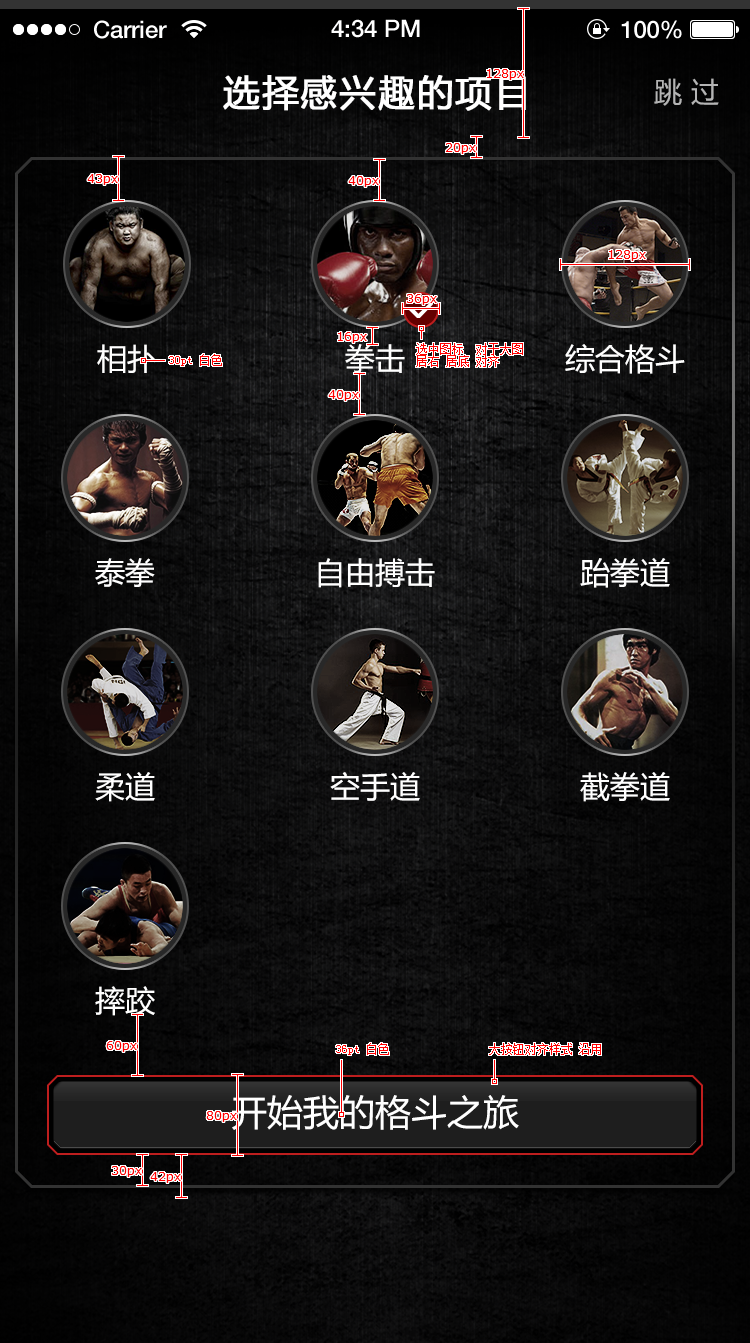 Carrier 4:34 PM 100%
选择感兴趣的项目 跳 过
128px
20px
43px 40px
128px
36px
16px
相扑 30pt 白色 拳击 综合格斗
选中图标 对于大图
居右 居底 对齐
40px
泰拳 自由搏击 跆拳道
柔道 空手道 截拳道
摔跤
60px 36pt 白色 大按钮对齐样式 沿用
80px 开始我的格斗之旅
30px 42px